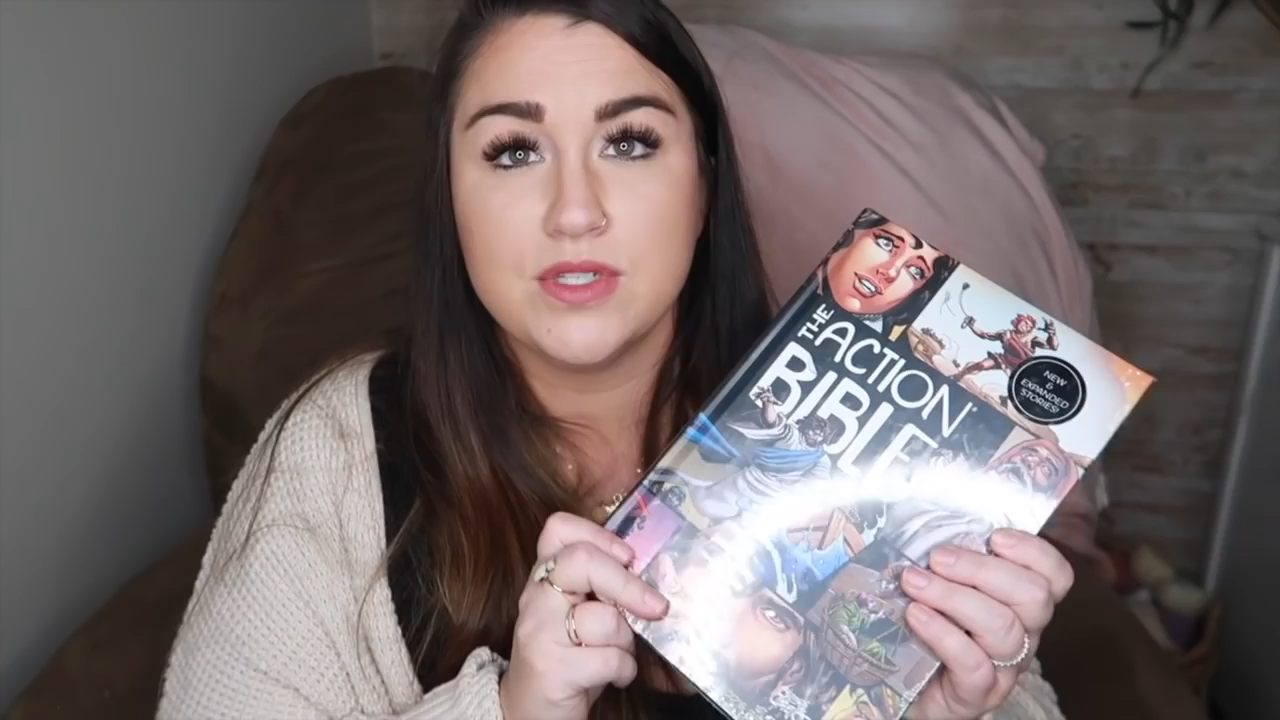 THE
ACTION®
BIBLE
NEW
&
EXPANDED
STORIES!